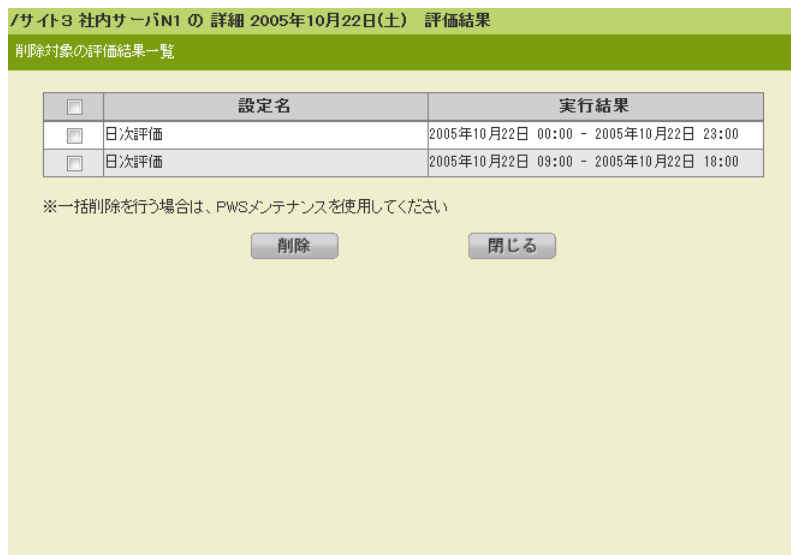 /サイト3 社内サーバN1 の 詳細 2005年10月22日(土) 評価結果
削除対象の評価結果一覧
設定名 実行結果
日次評価 2005年10月22日 00:00 - 2005年10月22日 23:00
日次評価 2005年10月22日 09:00 - 2005年10月22日 18:00
※一括削除を行う場合は、PWSメンテナンスを使用してください
削除 閉じる